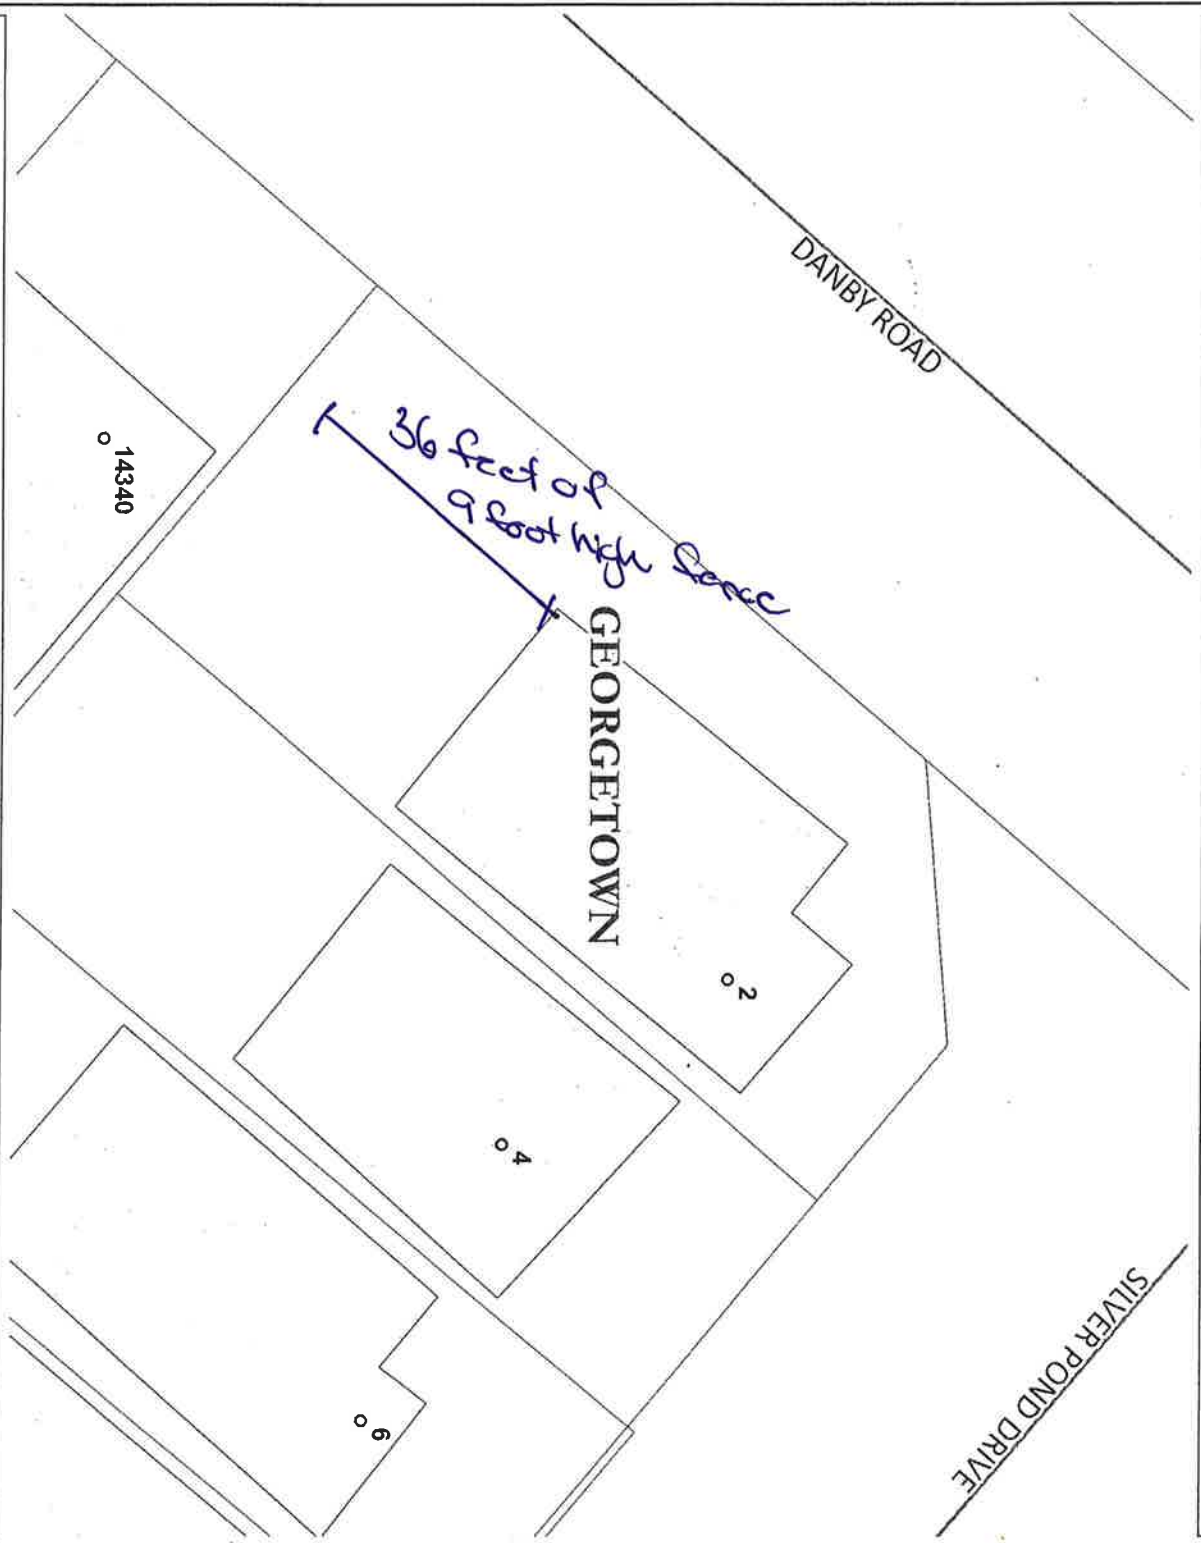 DANBY ROAD
36 feet of
9 foot high fence
GEORGETOWN
14340
2
4
6
SILVER POND DRIVE